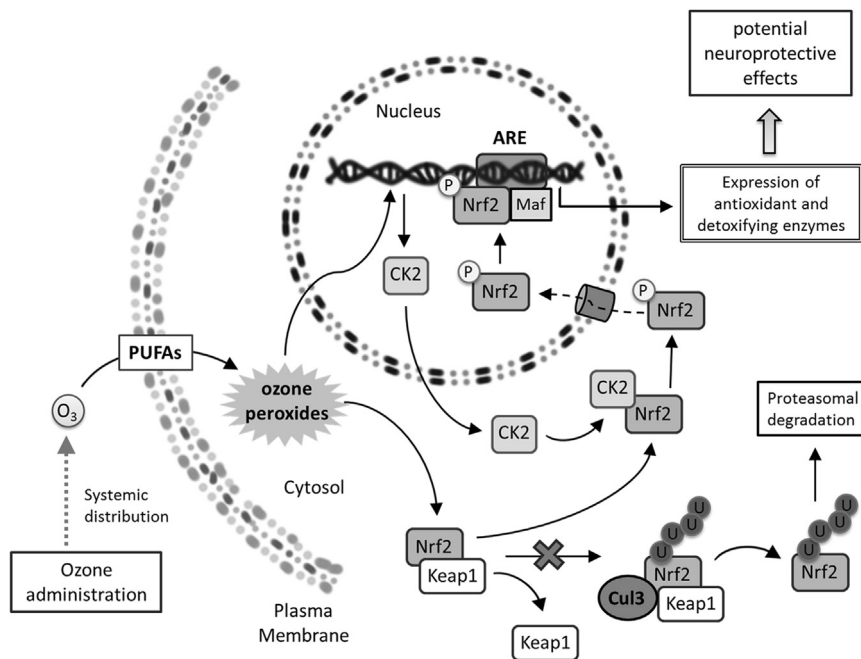 potential
neuroprotective
effects
Nucleus
ARE
P
Nrf2
Maf
Expression of
antioxidant and
detoxifying enzymes
CK2
P
Nrf2
P
Nrf2
PUFAs
O3
ozone
peroxides
CK2
Nrf2
CK2
Proteasomal
degradation
Systemic
distribution
Cytosol
Ozone
administration
Plasma
Membrane
Nrf2
Keap1
Keap1
U
U
U
U
Nrf2
Cul3
Keap1
U
U
U
U
Nrf2